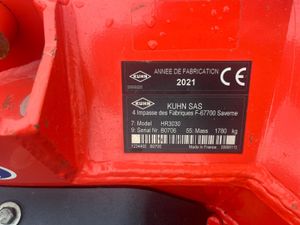 KUHN
ANNEE DE FABRICATION
2021
CE
KUHN
KUHN SAS
4 Impasse des Fabriques F-67700 Saverne
7: Model HR3030
9: Serial Nr B0706 55: Mass 1780 kg
Made in France